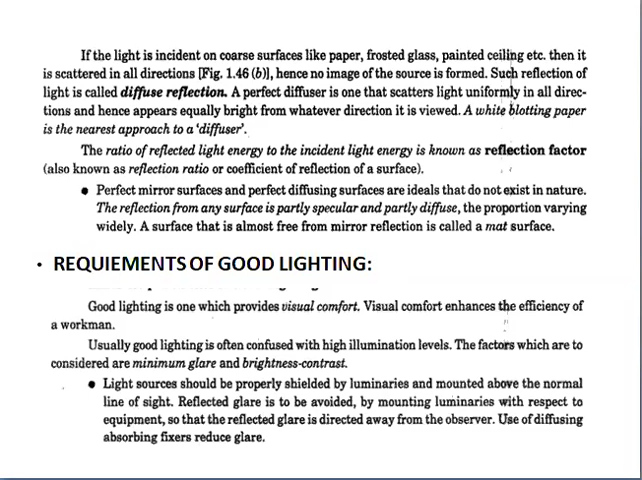 If the light is incident on coarse surfaces like paper, frosted glass, painted ceiling etc. then it
is scattered in all directions [Fig. 1.46 (b)], hence no image of the source is formed. Such reflection of
light is called diffuse reflection. A perfect diffuser is one that scatters light uniformly in all direc-
tions and hence appears equally bright from whatever direction it is viewed. A white blotting paper
is the nearest approach to a 'diffuser'.
The ratio of reflected light energy to the incident light energy is known as reflection factor
(also known as reflection ratio or coefficient of reflection of a surface).
● Perfect mirror surfaces and perfect diffusing surfaces are ideals that do not exist in nature.
The reflection from any surface is partly specular and partly diffuse, the proportion varying
widely. A surface that is almost free from mirror reflection is called a mat surface.
• REQUIEMENTS OF GOOD LIGHTING:
Good lighting is one which provides visual comfort. Visual comfort enhances the efficiency of
a workman.
Usually good lighting is often confused with high illumination levels. The factors which are to
considered are minimum glare and brightness-contrast.
● Light sources should be properly shielded by luminaries and mounted above the normal
line of sight. Reflected glare is to be avoided, by mounting luminaries with respect to
equipment, so that the reflected glare is directed away from the observer. Use of diffusing
absorbing fixers reduce glare.